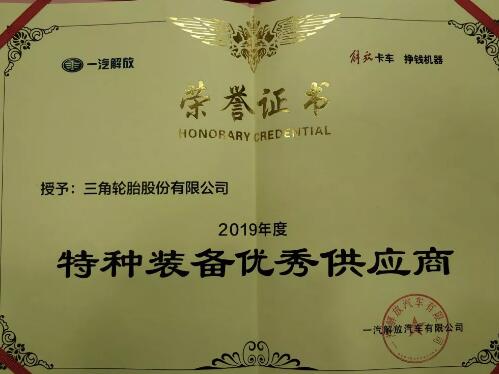 一汽解放
解放卡车 挣钱机器
荣誉证书
HONORARY CREDENTIAL
授予：三角轮胎股份有限公司
2019年度
特种装备优秀供应商
一汽解放汽车有限公司